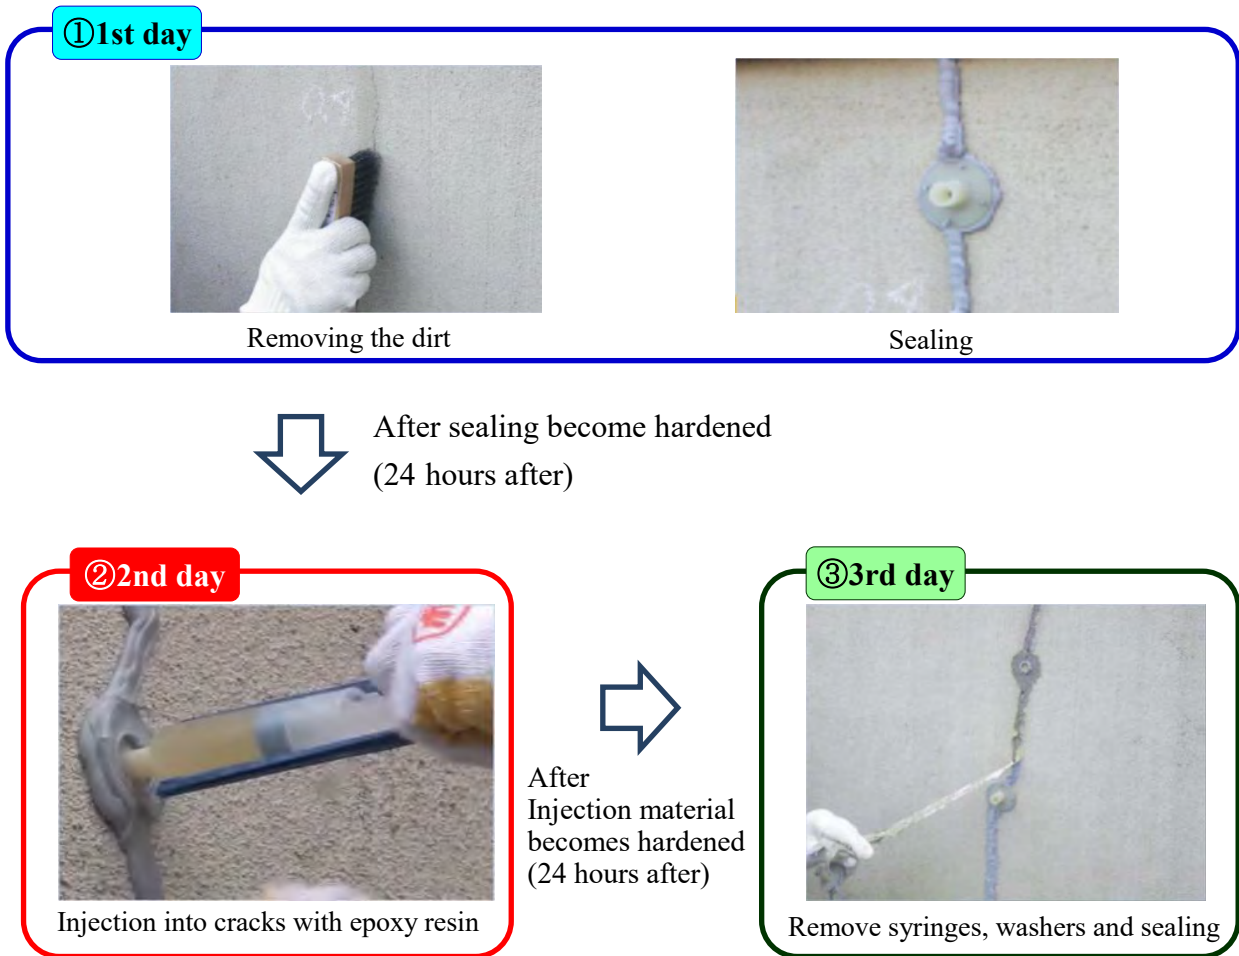 ①1st day
Removing the dirt
Sealing
After sealing become hardened
(24 hours after)
②2nd day
Injection into cracks with epoxy resin
After
Injection material
becomes hardened
(24 hours after)
③3rd day
Remove syringes, washers and sealing